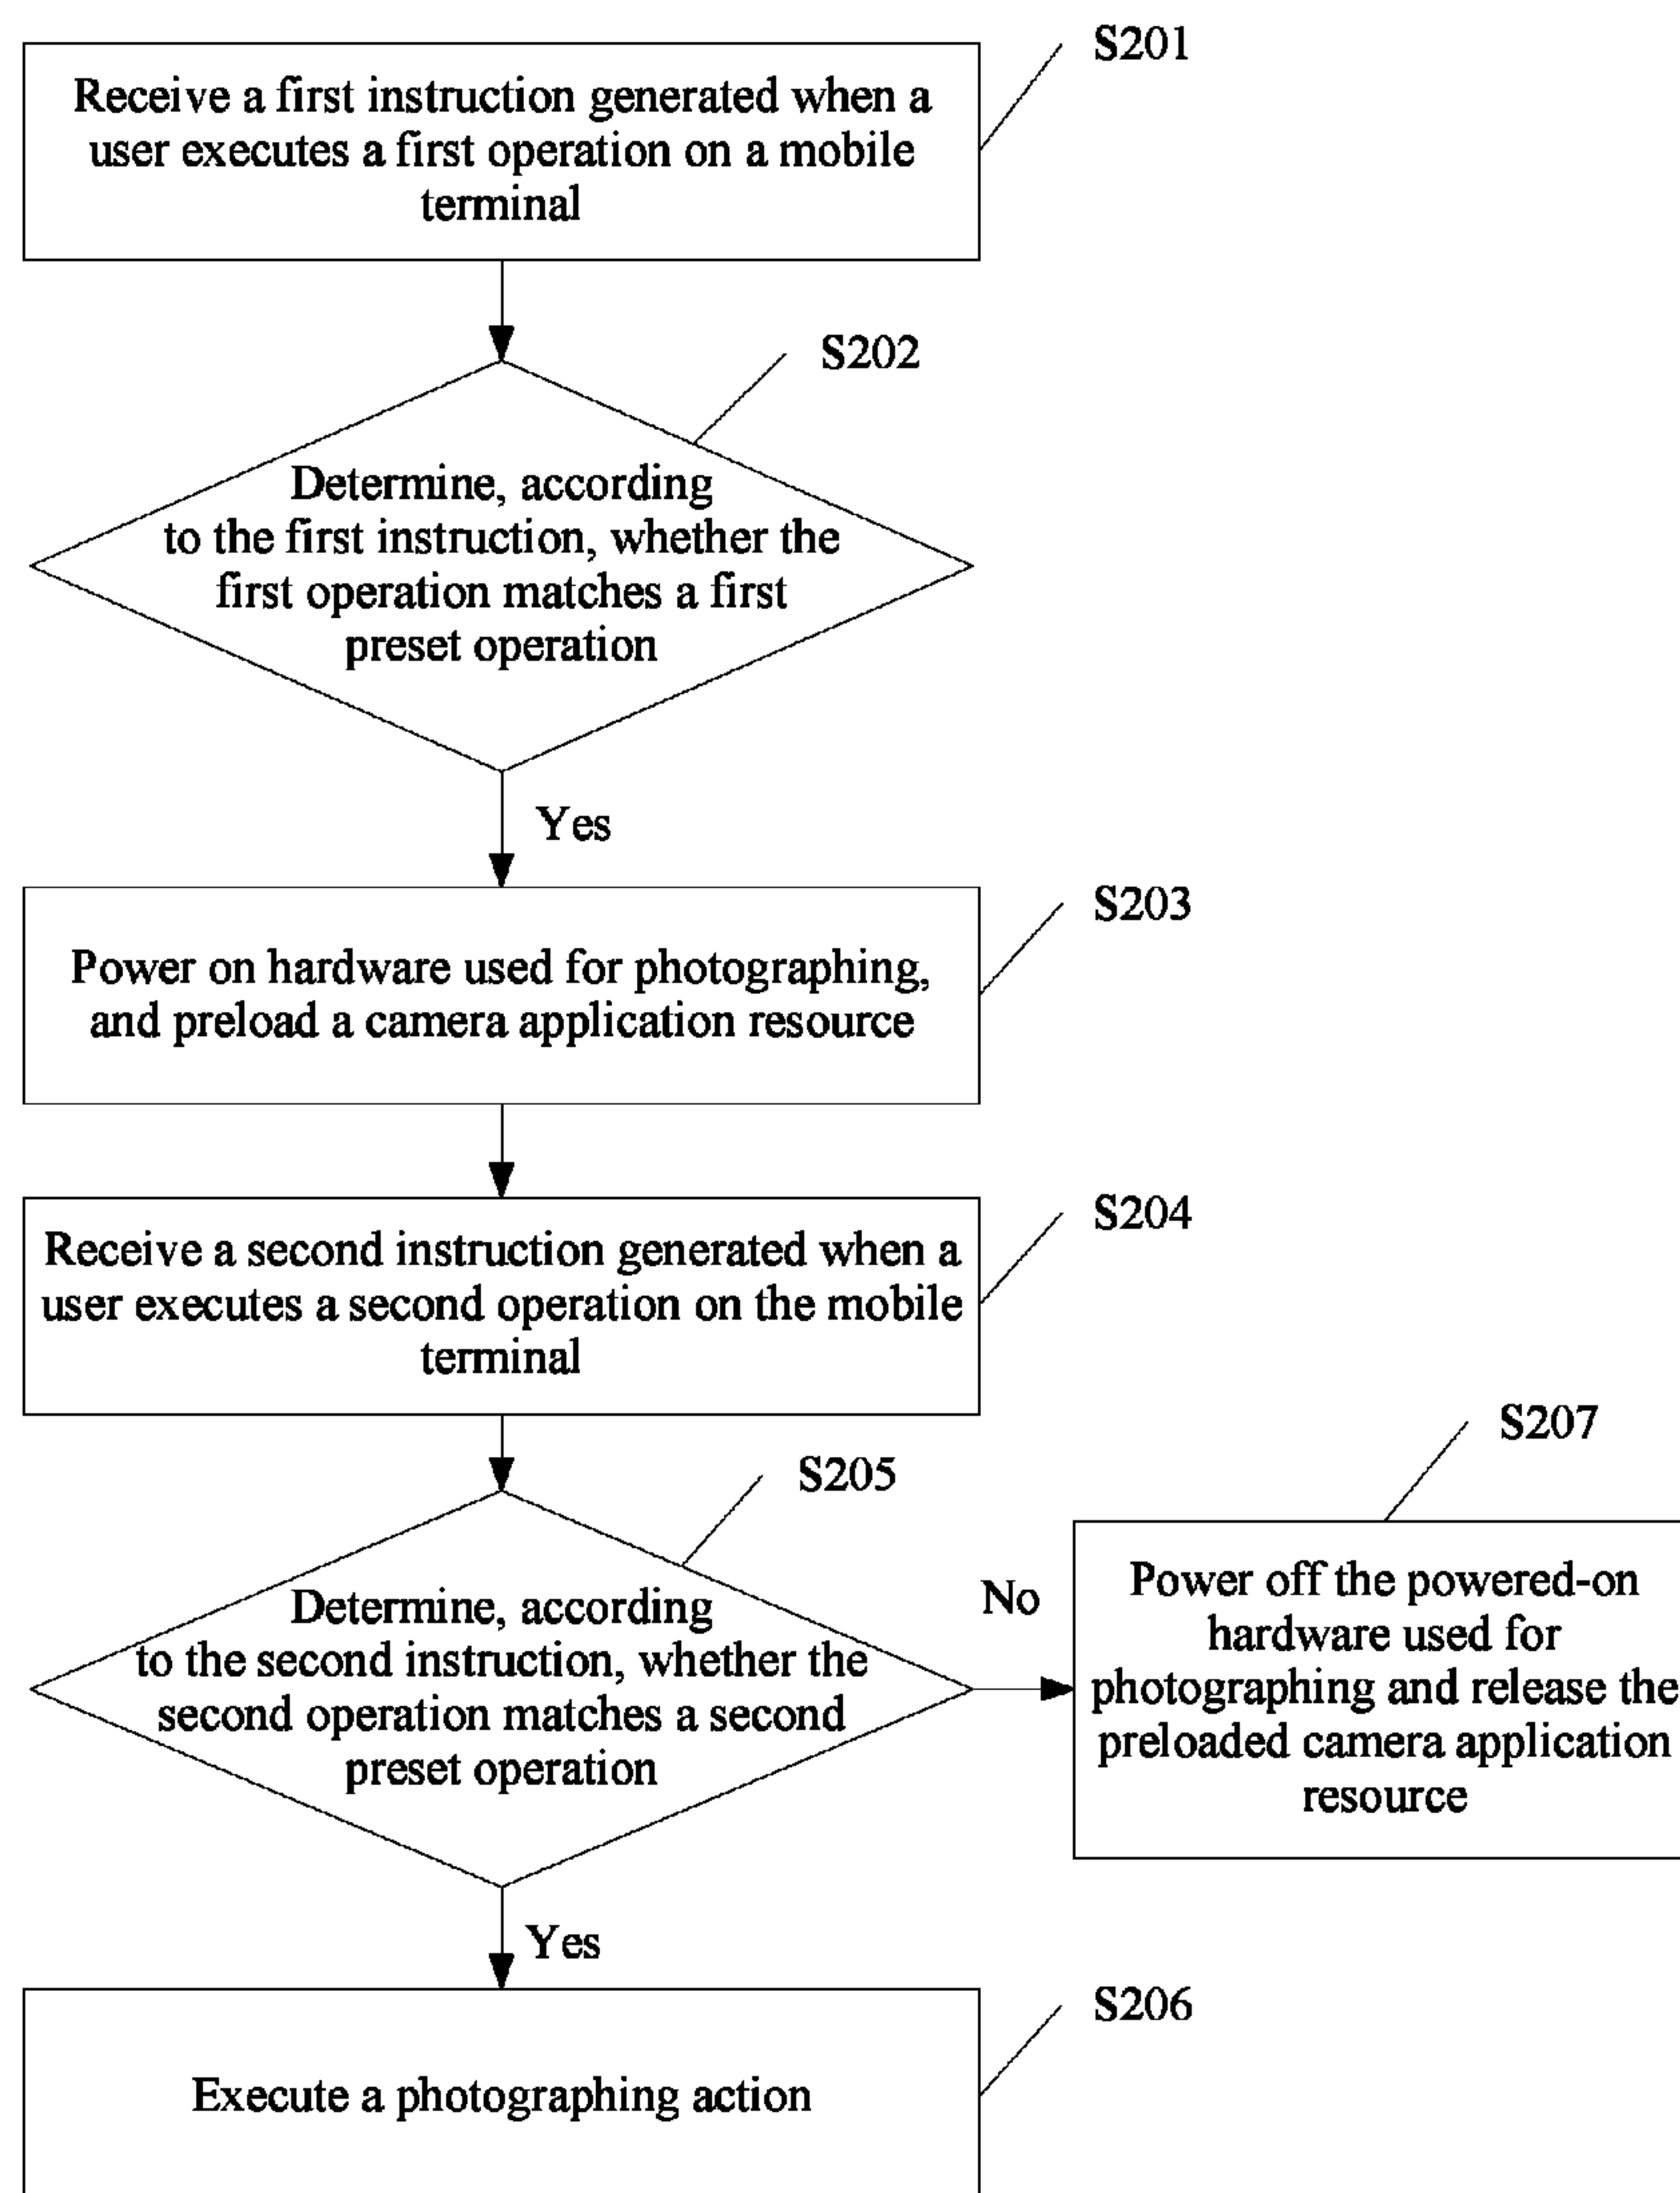 S201
Receive a first instruction generated when a
user executes a first operation on a mobile
terminal
S202
Determine, according
to the first instruction, whether the
first operation matches a first
preset operation
Yes
S203
Power on hardware used for photographing,
and preload a camera application resource
S204
Receive a second instruction generated when a
user executes a second operation on the mobile
terminal
S205
Determine, according
to the second instruction, whether the
second operation matches a second
preset operation
No
S207
Power off the powered-on
hardware used for
photographing and release the
preloaded camera application
resource
Yes
S206
Execute a photographing action